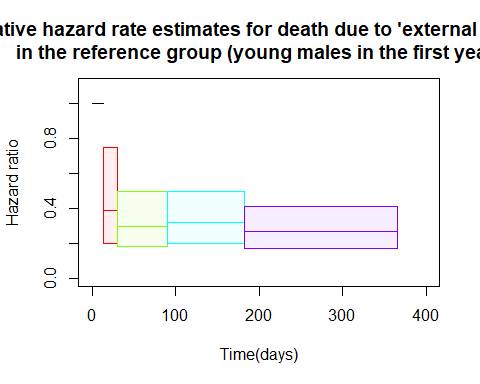 ative hazard rate estimates for death due to 'external
in the reference group (young males in the first yea
Hazard ratio
0.8
0.4
0.0
0 100 200 300 400
Time(days)